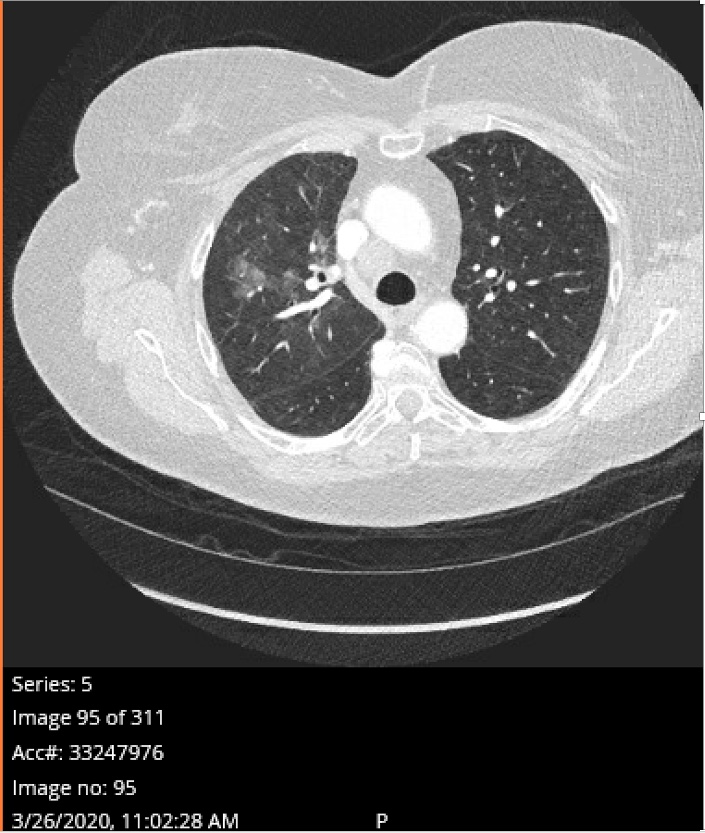 Series: 5
Image 95 of 311
Acc#: 33247976
Image no: 95
3/26/2020, 11:02:28 AM
P